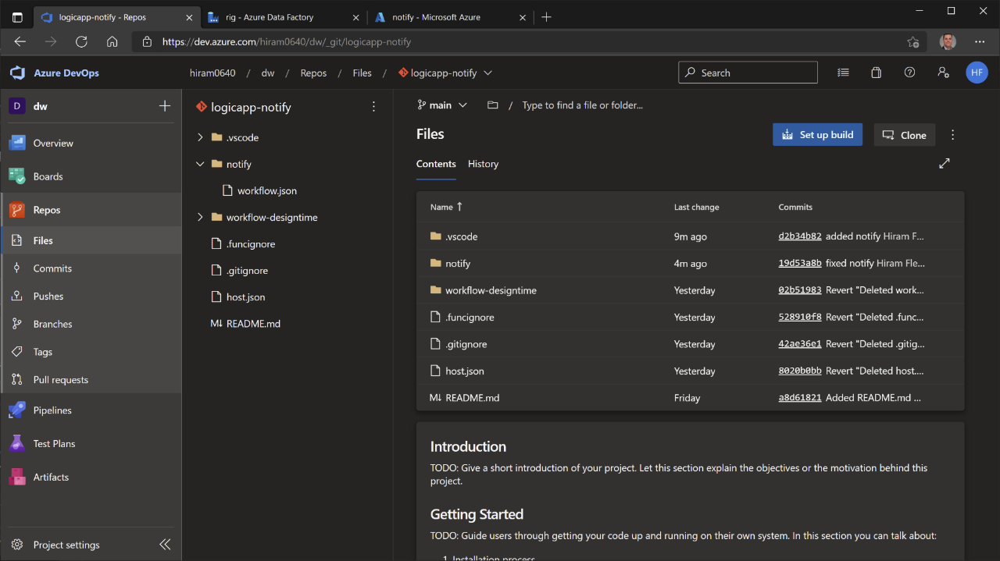 logicapp-notify - Repos
rig - Azure Data Factory
notify - Microsoft Azure
https://dev.azure.com/hiram0640/dw/_git/logicapp-notify
Azure DevOps
hiram0640 / dw / Repos / Files / logicapp-notify
Search
HF
D dw
Overview
Boards
Repos
Files
Commits
Pushes
Branches
Tags
Pull requests
Pipelines
Test Plans
Artifacts
Project settings
logicapp-notify
.vscode
notify
workflow.json
workflow-designtime
.funcignore
.gitignore
host.json
M↓ README.md
main / Type to find a file or folder...
Files
Set up build
Clone
Contents History
Name ↑ Last change Commits
.vscode 9m ago d2b34b82 added notify Hiram F...
notify 4m ago 19d53a8b fixed notify Hiram Fle...
workflow-designtime Yesterday 02b51983 Revert "Deleted work...
.funcignore Yesterday 528910f8 Revert "Deleted .func...
.gitignore Yesterday 42ae36e1 Revert "Deleted .gitig...
host.json Yesterday 8020b0bb Revert "Deleted host....
M↓ README.md Friday a8d61821 Added README.md ...
Introduction
TODO: Give a short introduction of your project. Let this section explain the objectives or the motivation behind this
project.
Getting Started
TODO: Guide users through getting your code up and running on their own system. In this section you can talk about:
1. Installation process